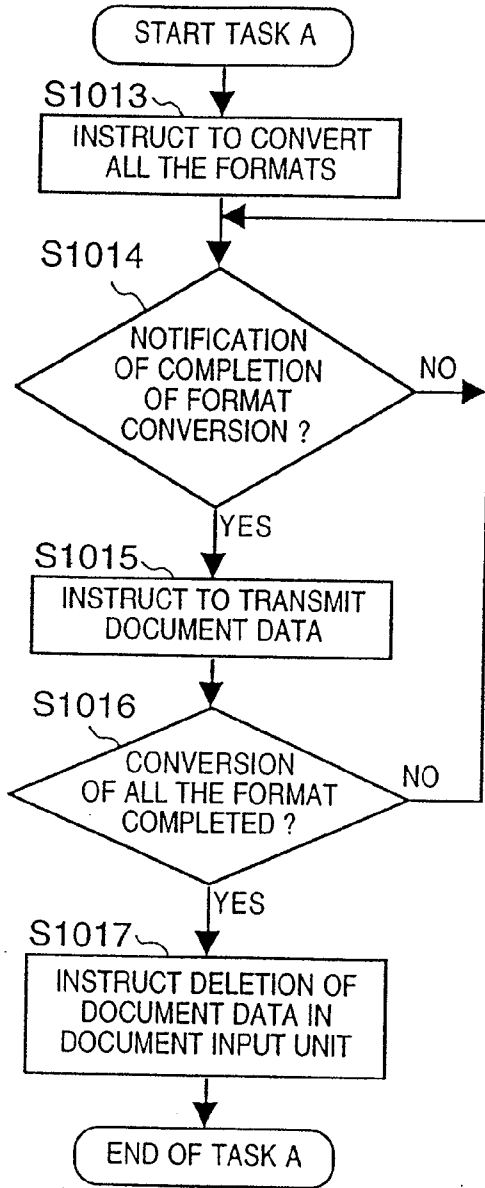 START TASK A
S1013
INSTRUCT TO CONVERT
ALL THE FORMATS
S1014
NOTIFICATION
OF COMPLETION
OF FORMAT
CONVERSION ?
NO
YES
S1015
INSTRUCT TO TRANSMIT
DOCUMENT DATA
S1016
CONVERSION
OF ALL THE FORMAT
COMPLETED ?
NO
YES
S1017
INSTRUCT DELETION OF
DOCUMENT DATA IN
DOCUMENT INPUT UNIT
END OF TASK A